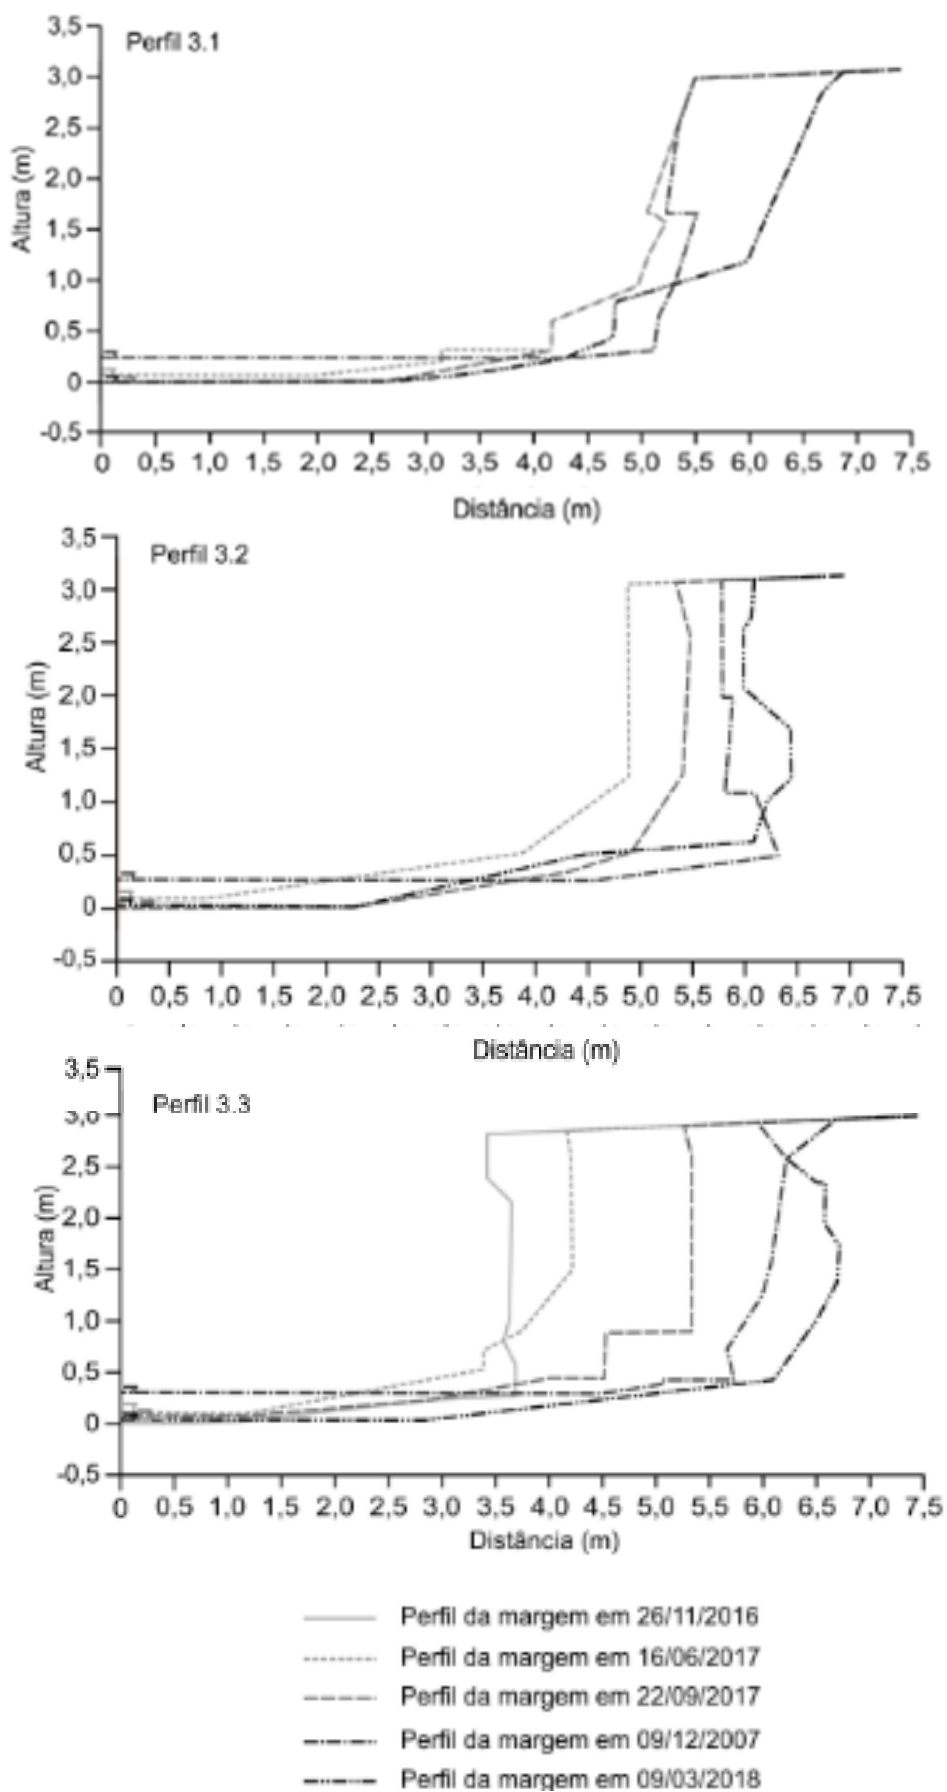 Perfil 3.1
3,5
3,0
2,5
2,0
1,5
1,0
0,5
0
-0,5
Altura (m)
0 0,5 1,0 1,5 2,0 2,5 3,0 3,5 4,0 4,5 5,0 5,5 6,0 6,5 7,0 7,5
Distância (m)
Perfil 3.2
3,5
3,0
2,5
2,0
1,5
1,0
0,5
0
-0,5
Altura (m)
0 0,5 1,0 1,5 2,0 2,5 3,0 3,5 4,0 4,5 5,0 5,5 6,0 6,5 7,0 7,5
Distância (m)
Perfil 3.3
3,5
3,0
2,5
2,0
1,5
1,0
0,5
0
-0,5
Altura (m)
0 0,5 1,0 1,5 2,0 2,5 3,0 3,5 4,0 4,5 5,0 5,5 6,0 6,5 7,0 7,5
Distância (m)
Perfil da margem em 26/11/2016
Perfil da margem em 16/06/2017
Perfil da margem em 22/09/2017
Perfil da margem em 09/12/2007
Perfil da margem em 09/03/2018